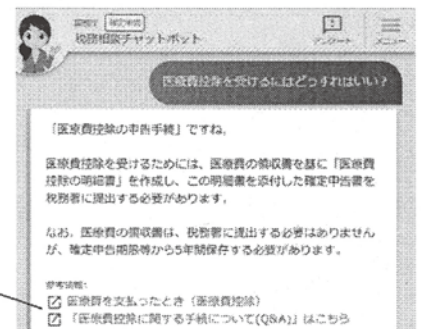 国税庁 確定申告
税務相談チャットボット
アンケート メニュー
医療費控除を受けるにはどうすればいい?
「医療費控除の申告手続」ですね。
医療費控除を受けるためには、医療費の領収書を基に「医療費
控除の明細書」を作成し、この明細書を添付した確定申告書を
税務署に提出する必要があります。
なお、医療費の領収書は、税務署に提出する必要はありません
が、確定申告期限等から5年間保存する必要があります。
参考情報:
医療費を支払ったとき(医療費控除)
「医療費控除に関する手続について(Q&A)」はこちら